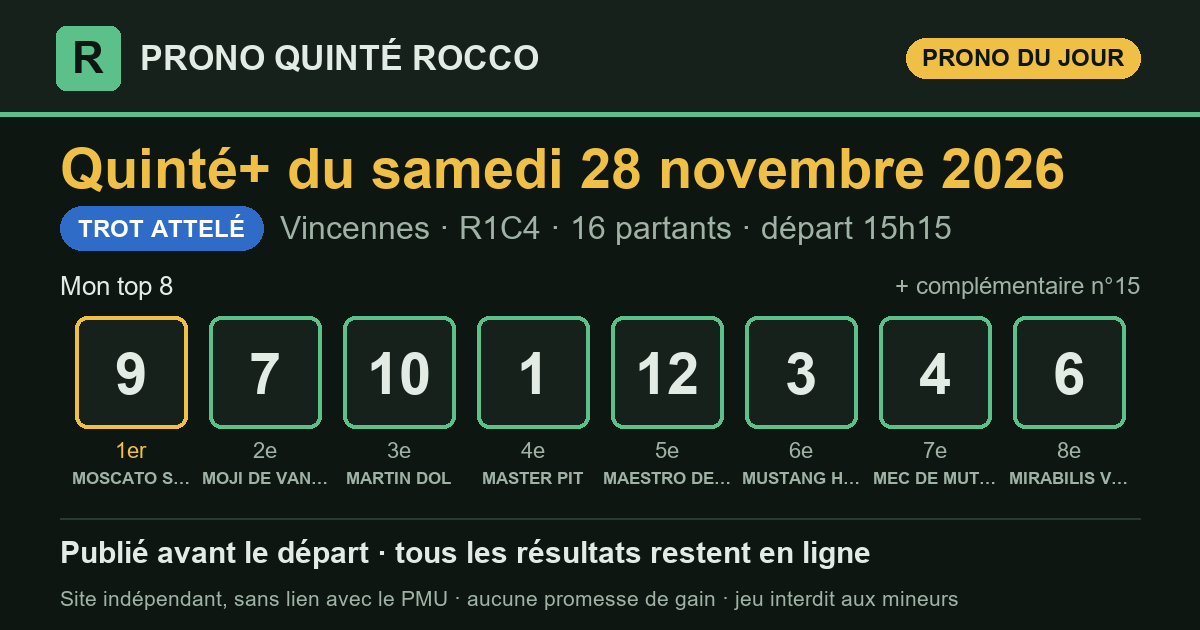 R PRONO QUINTÉ ROCCO PRONO DU JOUR
Quinté+ du samedi 28 novembre 2026
TROT ATTELÉ Vincennes · R1C4 · 16 partants · départ 15h15
Mon top 8 + complémentaire n°15
9 7 10 1 12 3 4 6
1er 2e 3e 4e 5e 6e 7e 8e
MOSCATO S... MOJI DE VAN... MARTIN DOL MASTER PIT MAESTRO DE... MUSTANG H... MEC DE MUT... MIRABILIS V...
Publié avant le départ · tous les résultats restent en ligne
Site indépendant, sans lien avec le PMU · aucune promesse de gain · jeu interdit aux mineurs